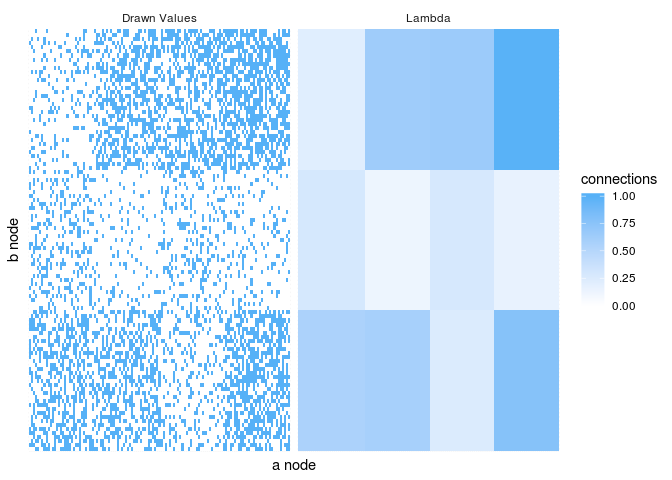 Drawn Values
Lambda
b node
a node
connections
1.00
0.75
0.50
0.25
0.00